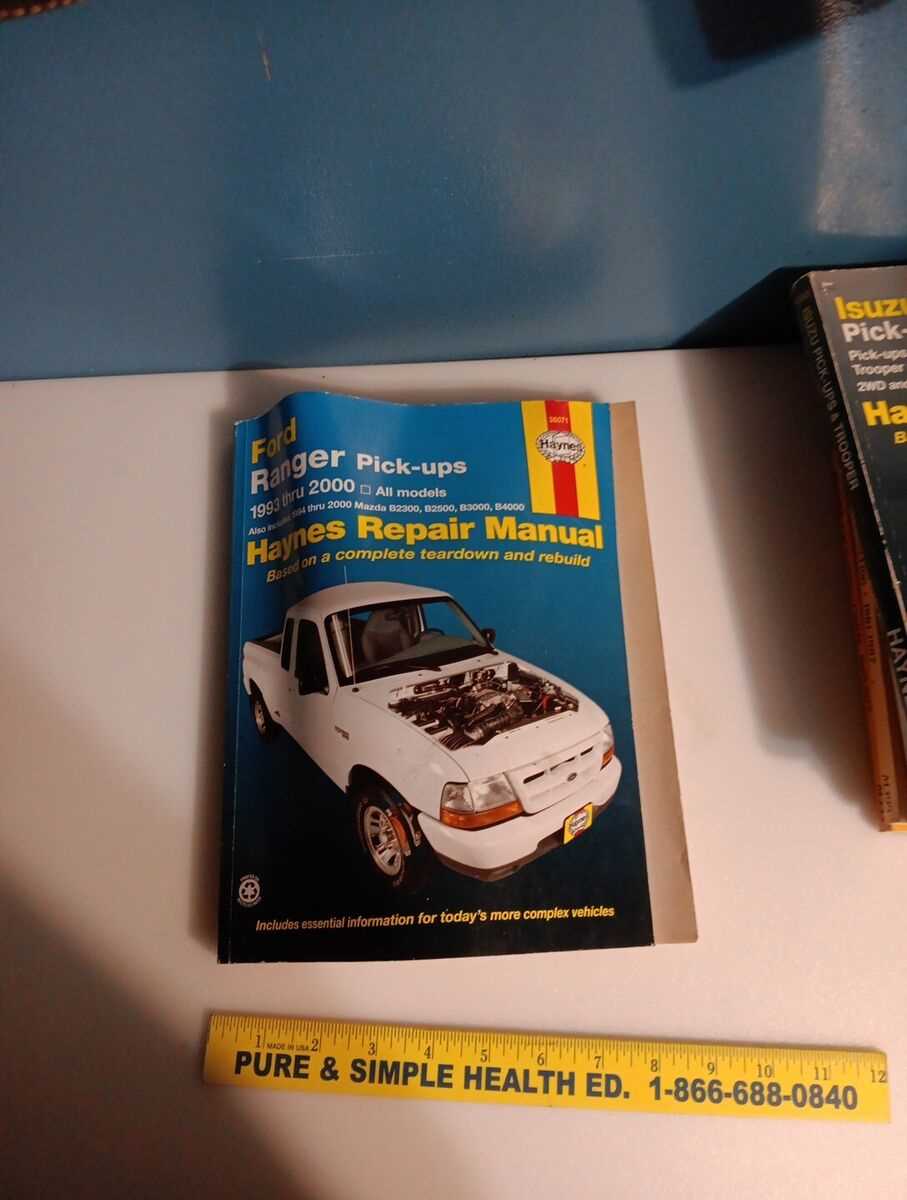 Ford
Ranger Pick-ups
1993 thru 2000 □ All models
Also includes 1994 thru 2000 Mazda B2300, B2500, B3000, B4000
Haynes Repair Manual
Based on a complete teardown and rebuild
36071
Haynes
Haynes
Includes essential information for today's more complex vehicles
Isuzu
Pick-
Pick-ups
Trooper
2WD and
Ha
B
ISUZU PICK-UPS & TROOPER
HAYN
1 MADE IN USA 2 3 4 5 6 7 8 9 10 11 12
PURE & SIMPLE HEALTH ED. 1-866-688-0840